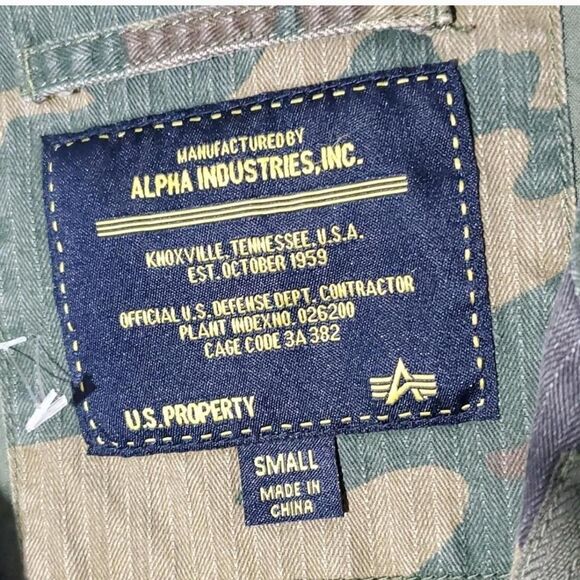 MANUFACTURED BY
ALPHA INDUSTRIES, INC.
KNOXVILLE, TENNESSEE, U.S.A.
EST. OCTOBER 1959
OFFICIAL U.S. DEFENSE DEPT. CONTRACTOR
PLANT INDEX NO. 026200
CAGE CODE 3A 382
U.S. PROPERTY
SMALL
MADE IN
CHINA